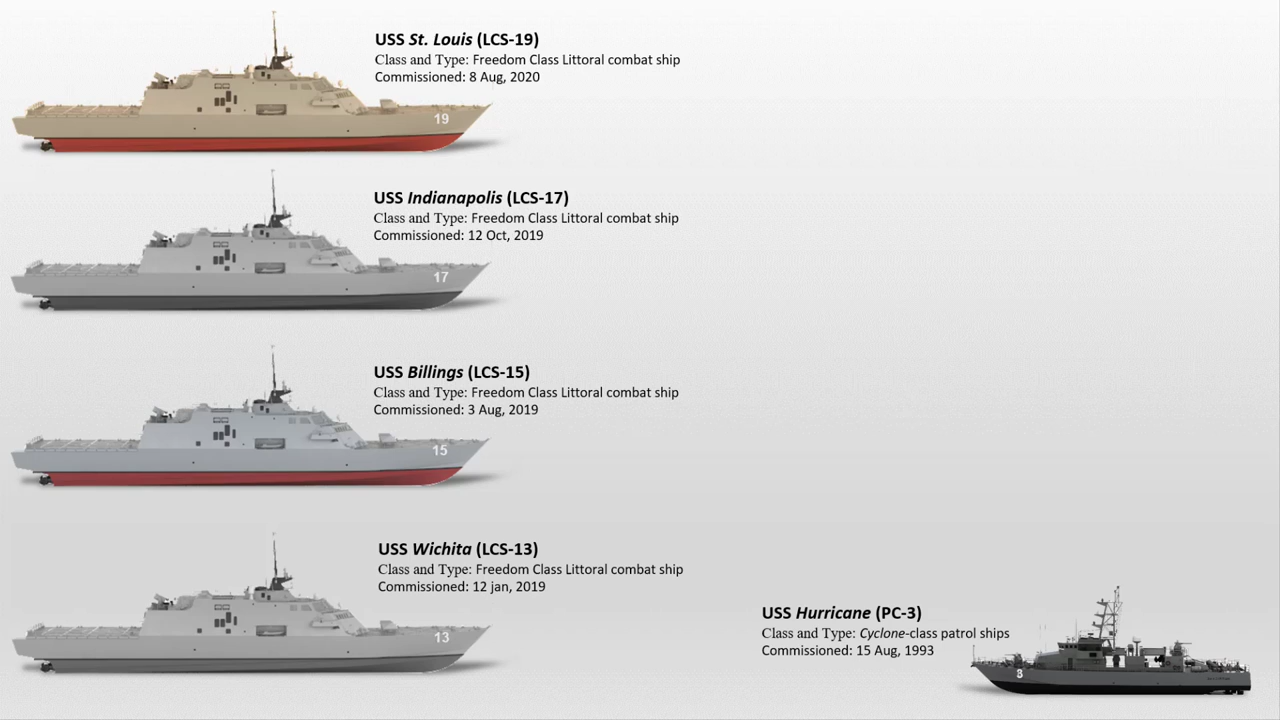 USS St. Louis (LCS-19)
Class and Type: Freedom Class Littoral combat ship
Commissioned: 8 Aug, 2020
19
USS Indianapolis (LCS-17)
Class and Type: Freedom Class Littoral combat ship
Commissioned: 12 Oct, 2019
17
USS Billings (LCS-15)
Class and Type: Freedom Class Littoral combat ship
Commissioned: 3 Aug, 2019
15
USS Wichita (LCS-13)
Class and Type: Freedom Class Littoral combat ship
Commissioned: 12 jan, 2019
13
USS Hurricane (PC-3)
Class and Type: Cyclone-class patrol ships
Commissioned: 15 Aug, 1993
3